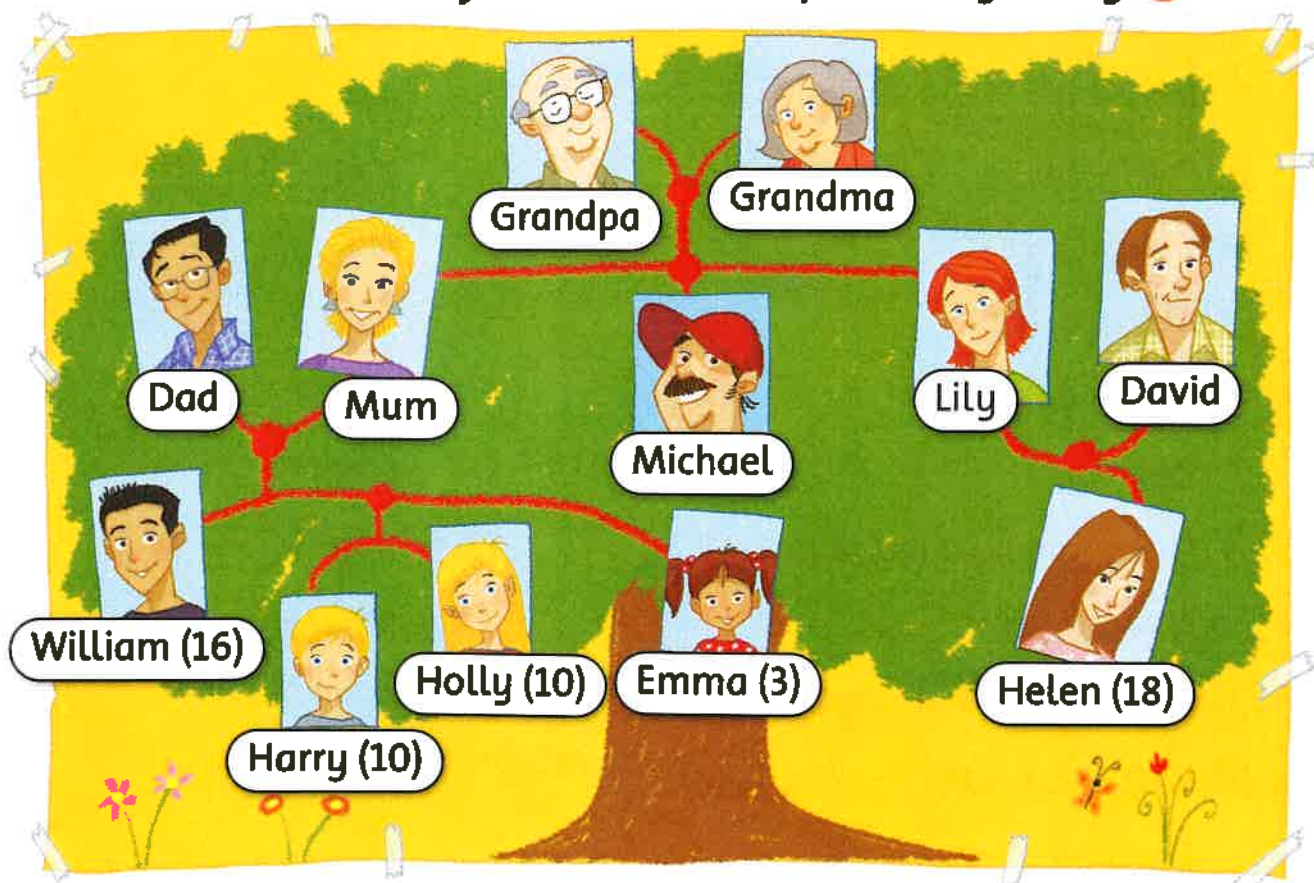 Grandpa
Grandma
Dad
Mum
Michael
Lily
David
William (16)
Harry (10)
Holly (10)
Emma (3)
Helen (18)